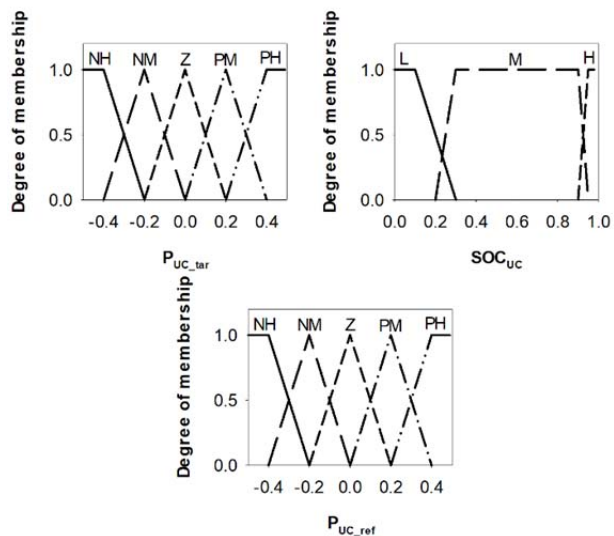 NH NM Z PM PH
1.0
0.5
0.0
Degree of membership
-0.4 -0.2 0.0 0.2 0.4
PUC_tar
L M H
1.0
0.5
0.0
Degree of membership
0.0 0.2 0.4 0.6 0.8 1.0
SOCUC
NH NM Z PM PH
1.0
0.5
0.0
Degree of membership
-0.4 -0.2 0.0 0.2 0.4
PUC_ref